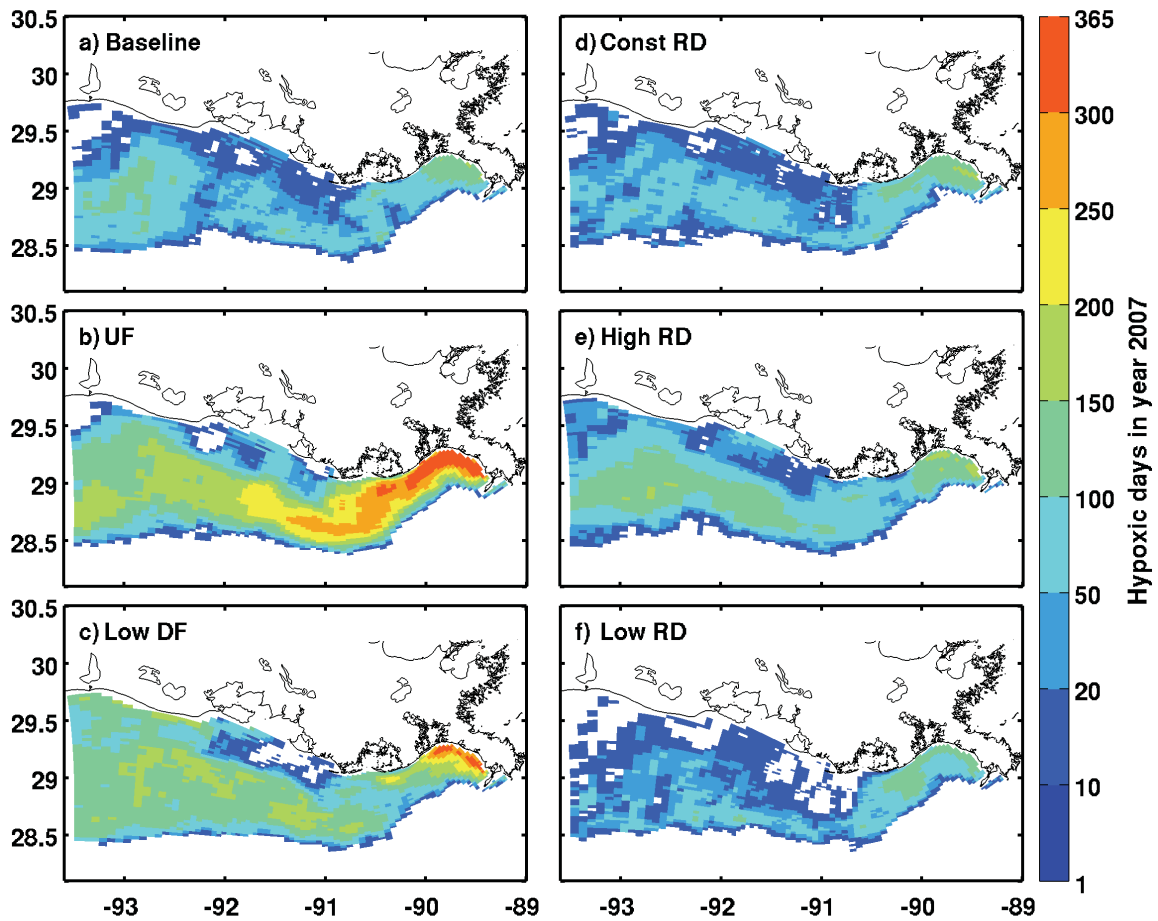 30.5
30
29.5
29
28.5
a) Baseline
d) Const RD
30.5
30
29.5
29
28.5
b) UF
e) High RD
30.5
30
29.5
29
28.5
c) Low DF
f) Low RD
-93 -92 -91 -90 -89
-93 -92 -91 -90 -89
365
300
250
200
150
100
50
20
10
1
Hypoxic days in year 2007